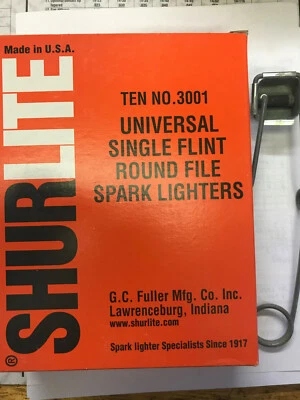 Made in U.S.A.
SHURLITE®
TEN NO.3001
UNIVERSAL
SINGLE FLINT
ROUND FILE
SPARK LIGHTERS
G.C. Fuller Mfg. Co. Inc.
Lawrenceburg, Indiana
www.shurlite.com
Spark lighter Specialists Since 1917